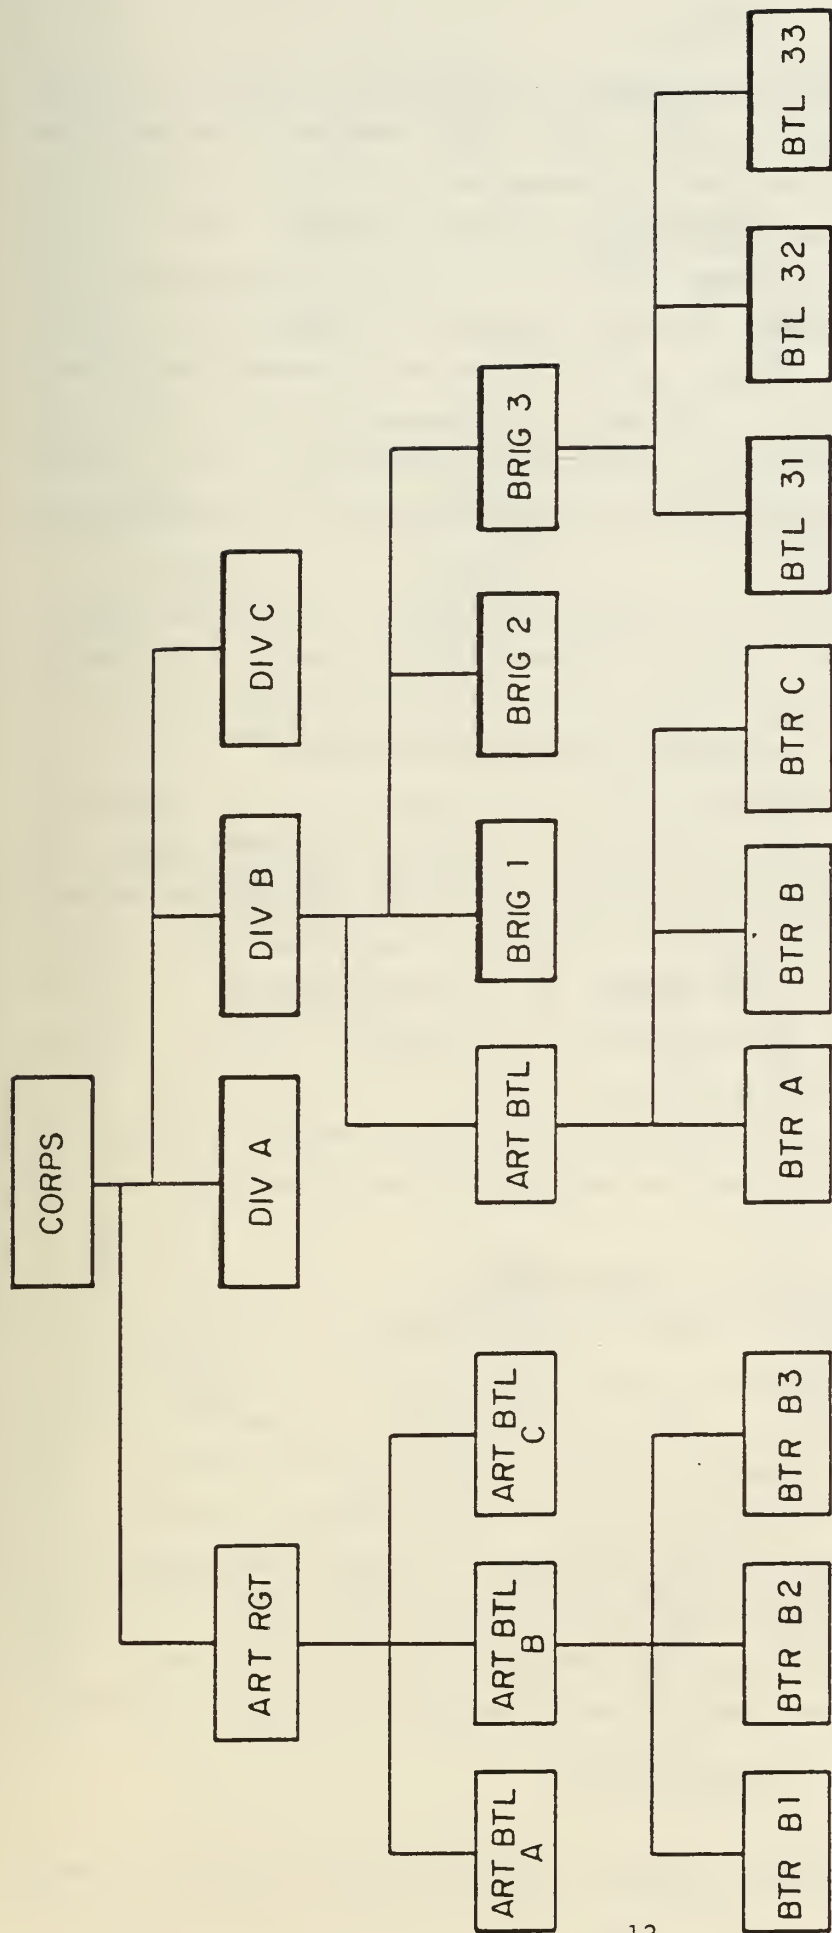 CORPS
ART RGT
DIV A
DIV B
DIV C
ART BTL
A
ART BTL
B
ART BTL
C
ART BTL
BRIG 1
BRIG 2
BRIG 3
BTR B1
BTR B2
BTR B3
BTR A
BTR B
BTR C
BTL 31
BTL 32
BTL 33
12